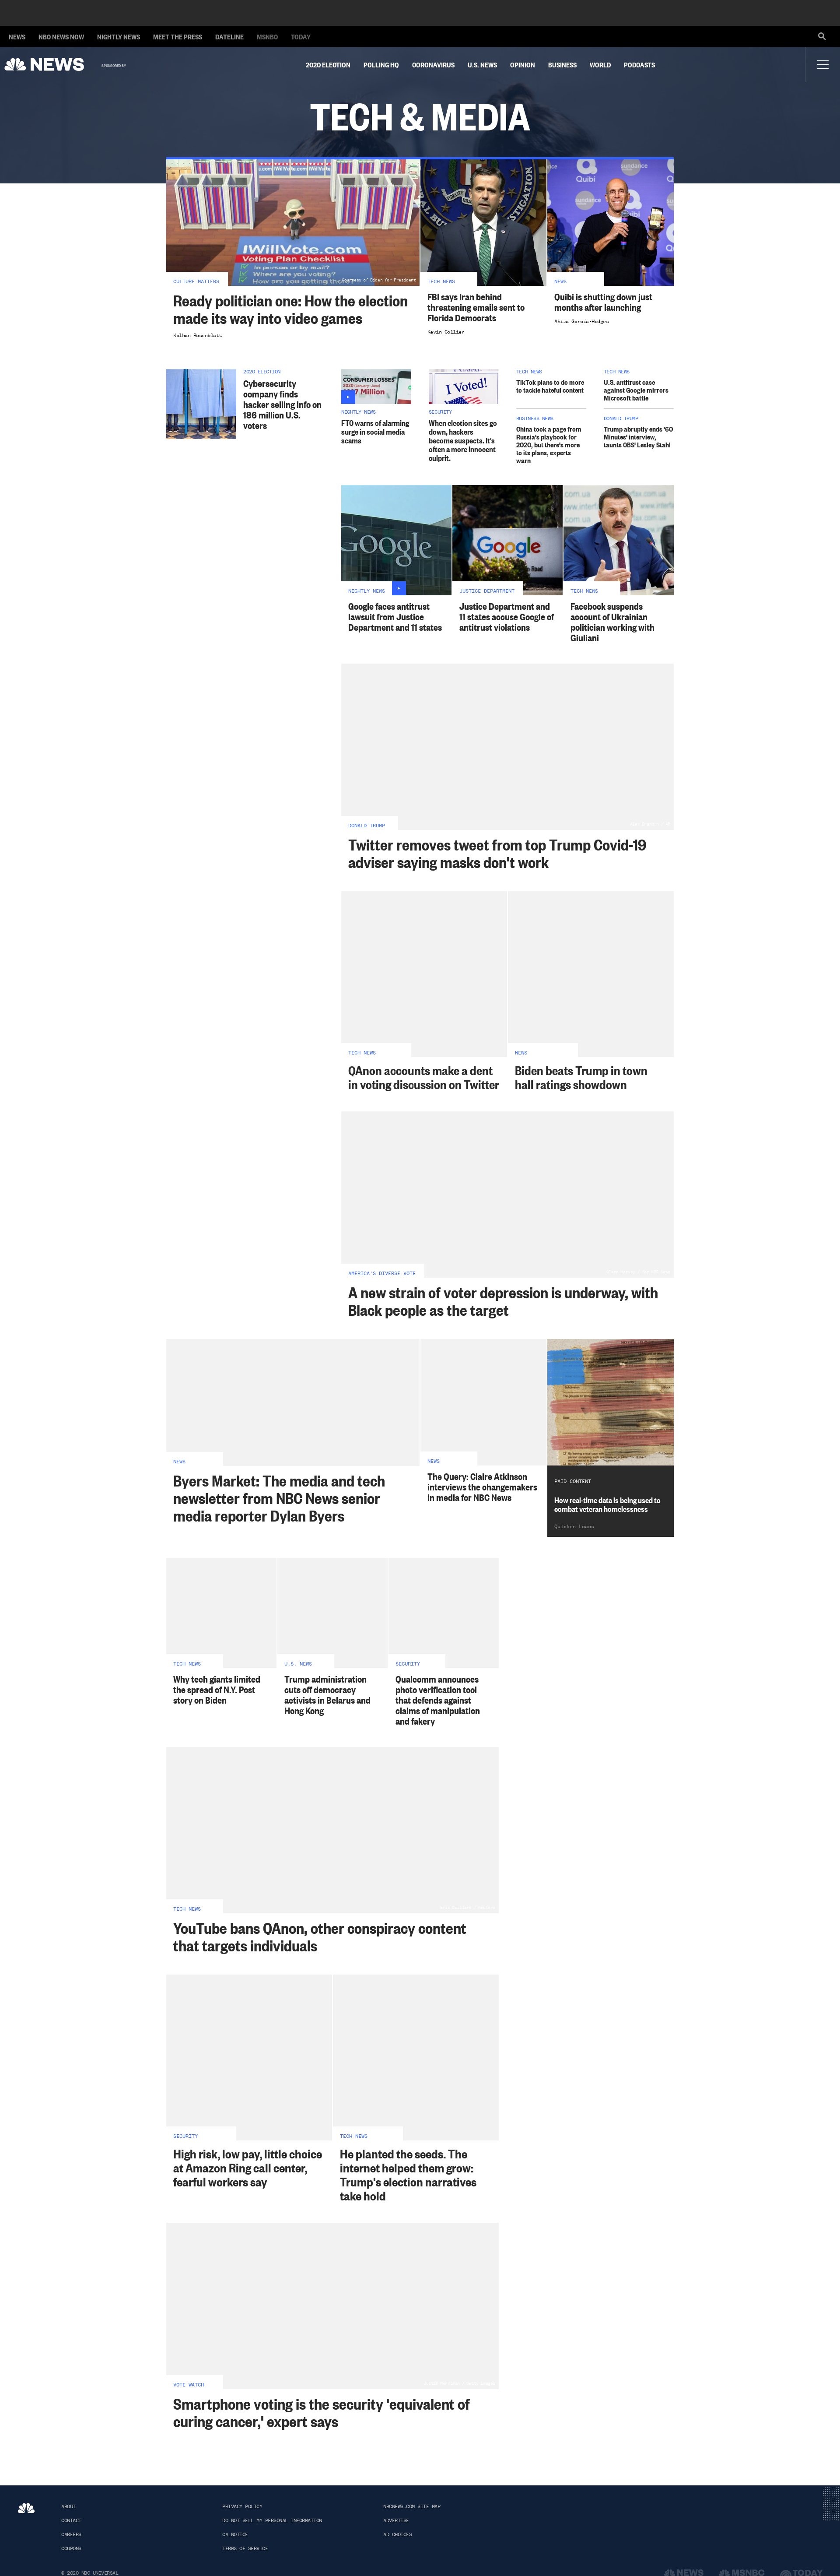 NEWS NBC NEWS NOW NIGHTLY NEWS MEET THE PRESS DATELINE MSNBC TODAY
NEWS SPONSORED BY 2020 ELECTION POLLING HQ CORONAVIRUS U.S. NEWS OPINION BUSINESS WORLD PODCASTS
TECH & MEDIA
IWillVote.com
Voting Plan Checklist
CULTURE MATTERS
Ready politician one: How the election
made its way into video games
Kalhan Rosenblatt
TECH NEWS
FBI says Iran behind
threatening emails sent to
Florida Democrats
Kevin Collier
Quibi
NEWS
Quibi is shutting down just
months after launching
Ahiza García-Hodges
2020 ELECTION
Cybersecurity
company finds
hacker selling info on
186 million U.S.
voters
CONSUMER LOSSES
NIGHTLY NEWS
FTC warns of alarming
surge in social media
scams
I Voted!
SECURITY
When election sites go
down, hackers
become suspects. It's
often a more innocent
culprit.
TECH NEWS
TikTok plans to do more
to tackle hateful content
BUSINESS NEWS
China took a page from
Russia's playbook for
2020, but there's more
to its plans, experts
warn
TECH NEWS
U.S. antitrust case
against Google mirrors
Microsoft battle
DONALD TRUMP
Trump abruptly ends '60
Minutes' interview,
taunts CBS' Lesley Stahl
Google
NIGHTLY NEWS
Google faces antitrust
lawsuit from Justice
Department and 11 states
Google
JUSTICE DEPARTMENT
Justice Department and
11 states accuse Google of
antitrust violations
TECH NEWS
Facebook suspends
account of Ukrainian
politician working with
Giuliani
DONALD TRUMP
Twitter removes tweet from top Trump Covid-19
adviser saying masks don't work
TECH NEWS
QAnon accounts make a dent
in voting discussion on Twitter
NEWS
Biden beats Trump in town
hall ratings showdown
AMERICA'S DIVERSE VOTE
A new strain of voter depression is underway, with
Black people as the target
NEWS
Byers Market: The media and tech
newsletter from NBC News senior
media reporter Dylan Byers
NEWS
The Query: Claire Atkinson
interviews the changemakers
in media for NBC News
PAID CONTENT
How real-time data is being used to
combat veteran homelessness
Quicken Loans
TECH NEWS
Why tech giants limited
the spread of N.Y. Post
story on Biden
U.S. NEWS
Trump administration
cuts off democracy
activists in Belarus and
Hong Kong
SECURITY
Qualcomm announces
photo verification tool
that defends against
claims of manipulation
and fakery
TECH NEWS
YouTube bans QAnon, other conspiracy content
that targets individuals
SECURITY
High risk, low pay, little choice
at Amazon Ring call center,
fearful workers say
TECH NEWS
He planted the seeds. The
internet helped them grow:
Trump's election narratives
take hold
VOTE WATCH
Smartphone voting is the security 'equivalent of
curing cancer,' expert says
ABOUT
CONTACT
CAREERS
COUPONS
PRIVACY POLICY
DO NOT SELL MY PERSONAL INFORMATION
CA NOTICE
TERMS OF SERVICE
NBCNEWS.COM SITE MAP
ADVERTISE
AD CHOICES
© 2020 NBC UNIVERSAL
NEWS MSNBC TODAY